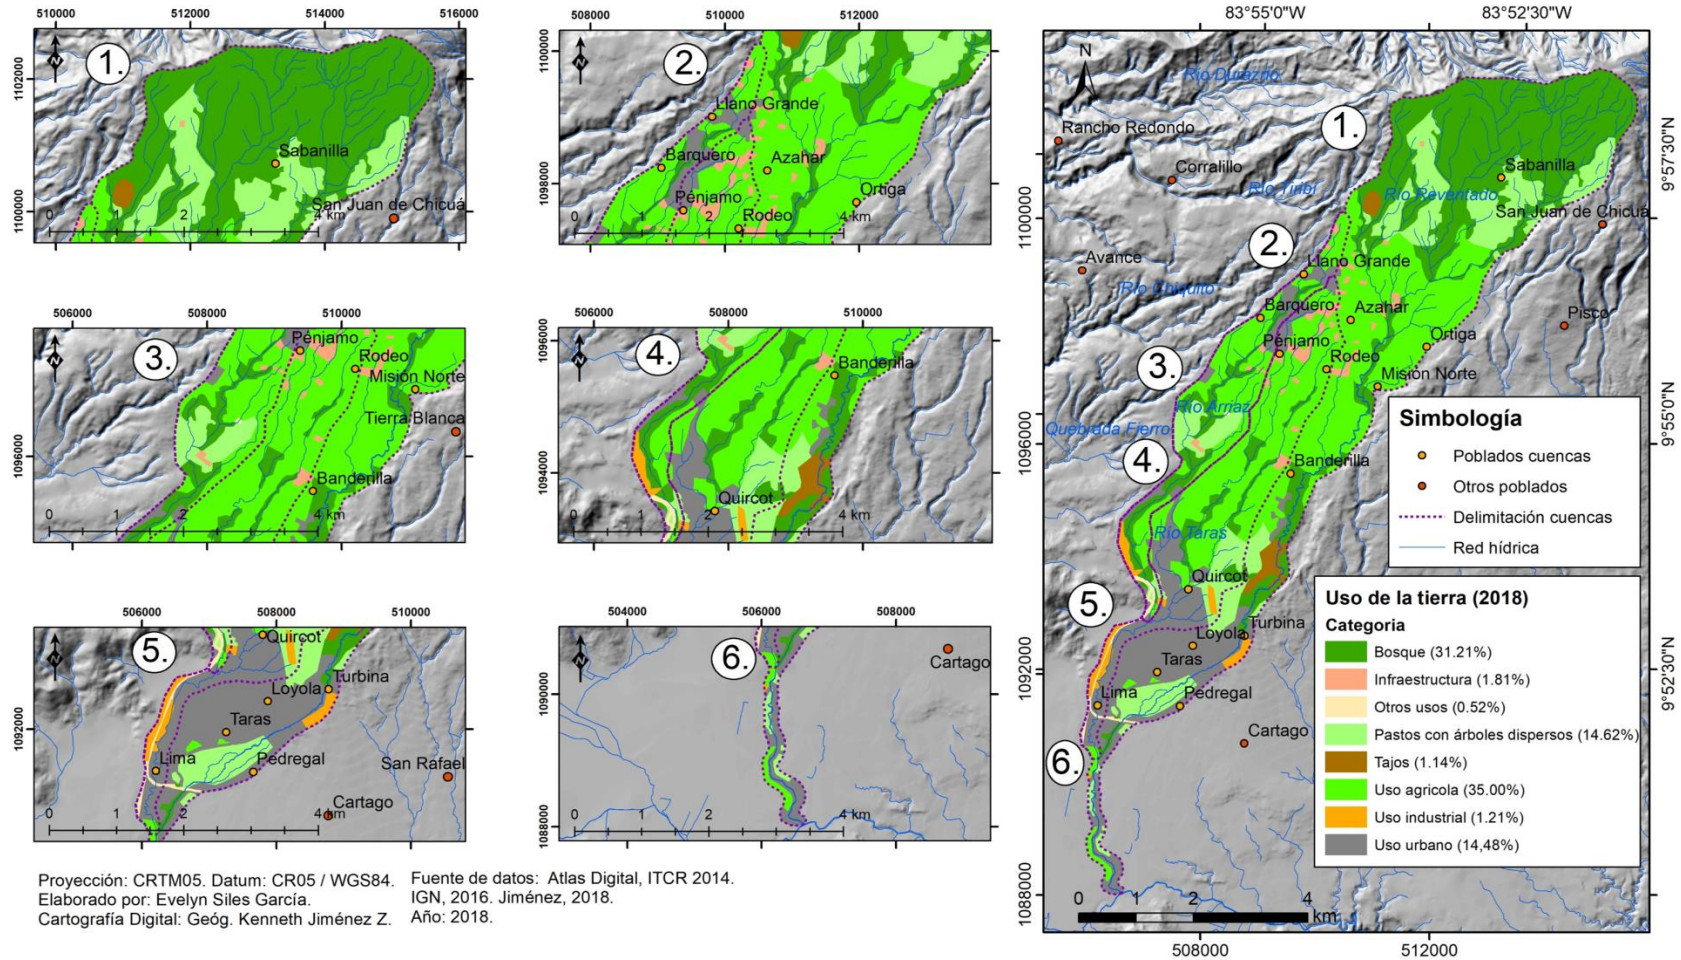 510000
512000
514000
516000
1102000
1100000
1.
N
Sabanilla
San Juan de Chicuá
0
1
2
4 km
508000
510000
512000
1100000
1098000
2.
N
Llano Grande
Barquero
Azahar
Pénjamo
Ortiga
Rodeo
0
1
2
4 km
506000
508000
510000
1096000
3.
N
Pénjamo
Rodeo
Misión Norte
Tierra Blanca
Banderilla
0
1
2
4 km
506000
508000
510000
1096000
1094000
4.
N
Banderilla
Quircot
0
1
2
4 km
506000
508000
510000
1092000
5.
N
Quircot
Loyola
Turbina
Taras
Lima
Pedregal
San Rafael
Cartago
0
1
2
4 km
504000
506000
508000
1090000
1088000
6.
N
Cartago
0
1
2
4 km
83°55'0"W
83°52'30"W
9°57'30"N
9°55'0"N
9°52'30"N
1100000
1096000
1092000
1088000
508000
512000
N
Río Durazno
1.
Rancho Redondo
Corralillo
Sabanilla
Río Tiribí
Río Reventado
San Juan de Chicuá
2.
Avance
Llano Grande
Río Chiquito
Barquero
Azahar
Pisco
Pénjamo
Ortiga
3.
Rodeo
Misión Norte
Río Arriaz
Quebrada Fierro
4.
Banderilla
Río Taras
Quircot
5.
Loyola
Turbina
Taras
Lima
Pedregal
Cartago
6.
0
1
2
4
km
Simbología
Poblados cuencas
Otros poblados
Delimitación cuencas
Red hídrica
Uso de la tierra (2018)
Categoria
Bosque (31.21%)
Infraestructura (1.81%)
Otros usos (0.52%)
Pastos con árboles dispersos (14.62%)
Tajos (1.14%)
Uso agricola (35.00%)
Uso industrial (1.21%)
Uso urbano (14,48%)
Proyección: CRTM05. Datum: CR05 / WGS84.
Elaborado por: Evelyn Siles García.
Cartografía Digital: Geóg. Kenneth Jiménez Z.
Fuente de datos: Atlas Digital, ITCR 2014.
IGN, 2016. Jiménez, 2018.
Año: 2018.